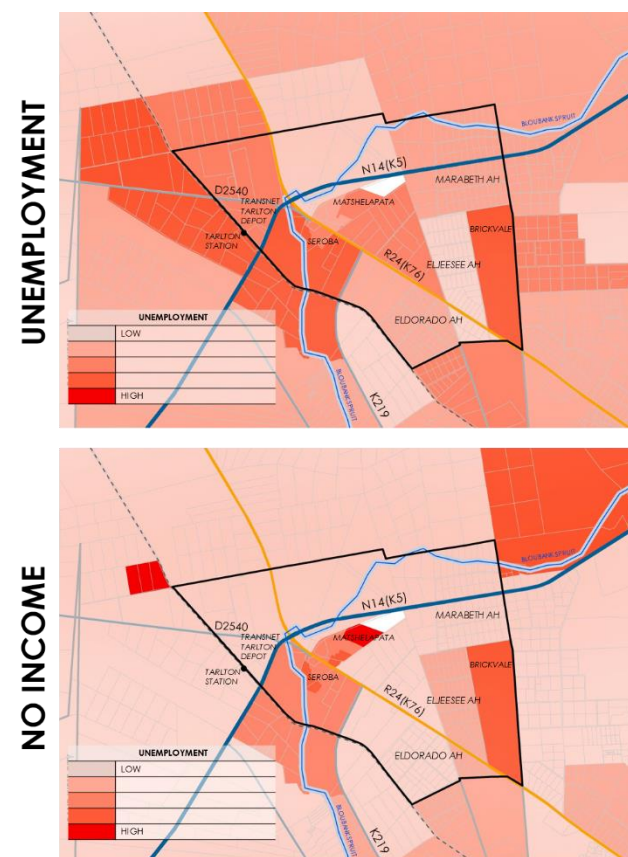 UNEMPLOYMENT
BLOUBANKSPRUIT
N14(K5)
MARABETH AH
D2540
TRANSNET
TARLTON
DEPOT
MATSHELAPATA
TARLTON
STATION
SEROBA
BRICKVALE
R24(K76)
ELJEESEE AH
ELDORADO AH
UNEMPLOYMENT
LOW
HIGH
BLOUBANKSPRUIT
K219
NO INCOME
BLOUBANKSPRUIT
N14(K5)
MARABETH AH
D2540
TRANSNET
TARLTON
DEPOT
MATSHELAPATA
TARLTON
STATION
SEROBA
BRICKVALE
R24(K76)
ELJEESEE AH
ELDORADO AH
UNEMPLOYMENT
LOW
HIGH
BLOUBANKSPRUIT
K219